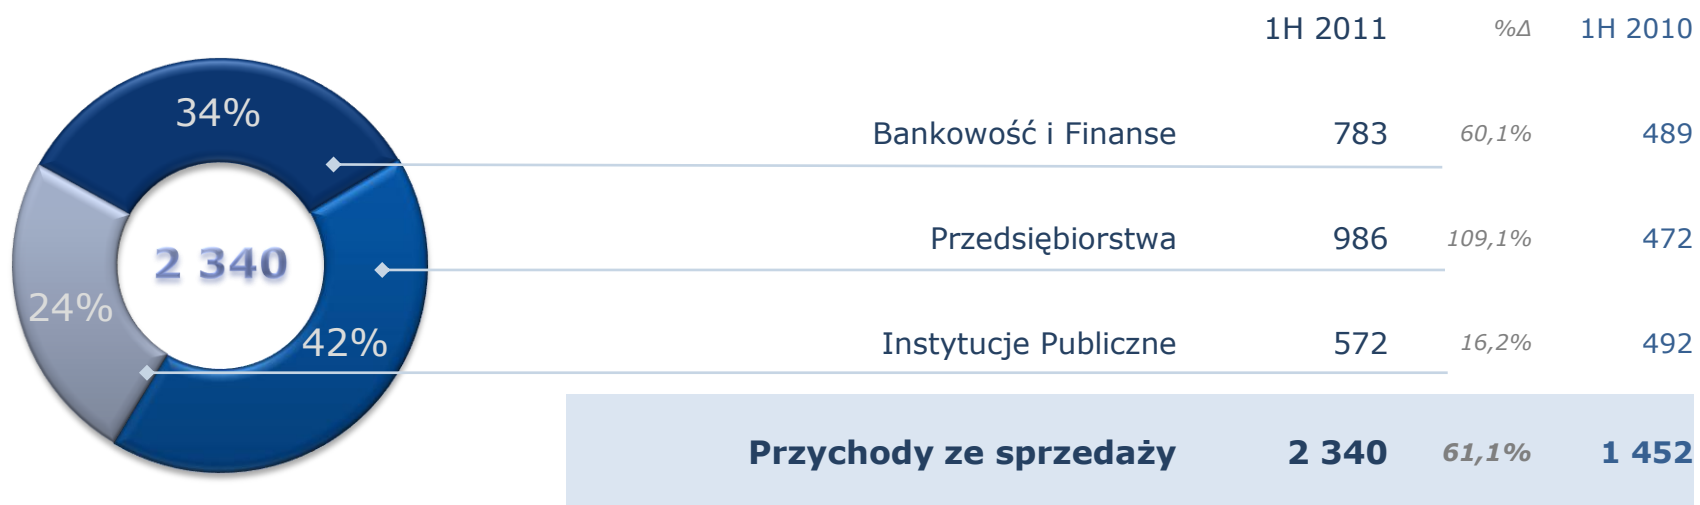 1H 2011 %Δ 1H 2010
34%
Bankowość i Finanse 783 60,1% 489
2 340
Przedsiębiorstwa 986 109,1% 472
24%
42%
Instytucje Publiczne 572 16,2% 492
Przychody ze sprzedaży 2 340 61,1% 1 452